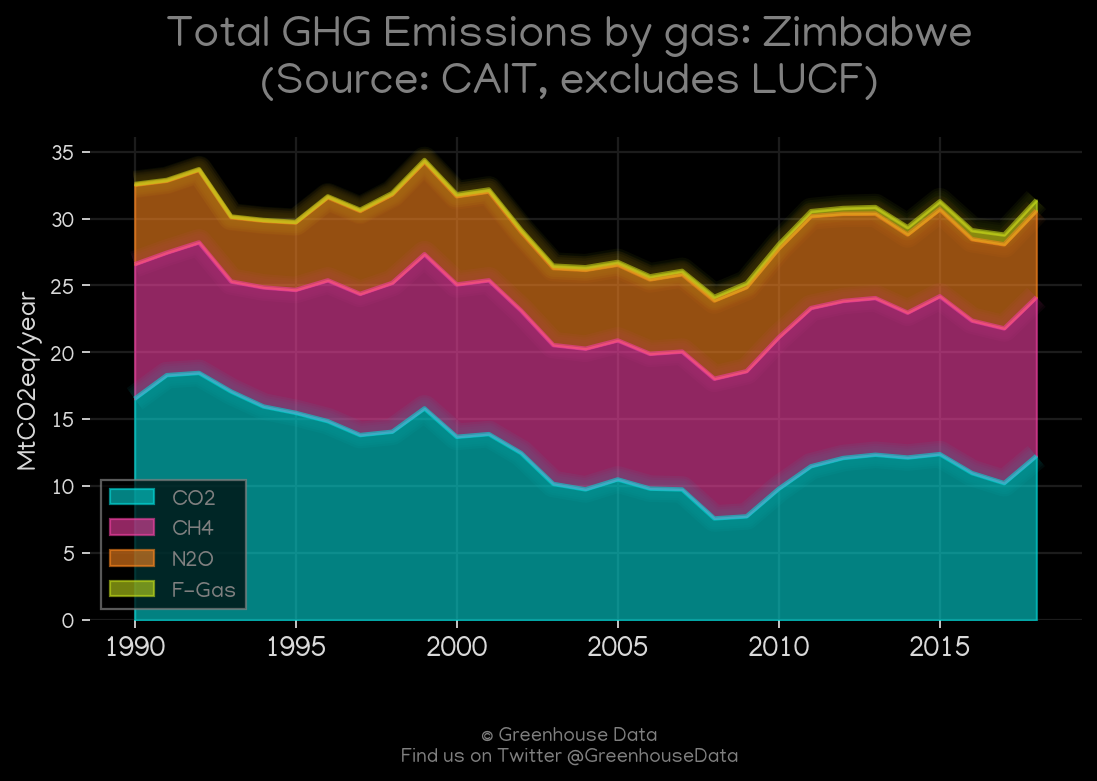 Total GHG Emissions by gas: Zimbabwe
(Source: CAIT, excludes LUCF)
MtCO2eq/year
35
30
25
20
15
10
5
0
CO2
CH4
N2O
F-Gas
1990 1995 2000 2005 2010 2015
© Greenhouse Data
Find us on Twitter @GreenhouseData